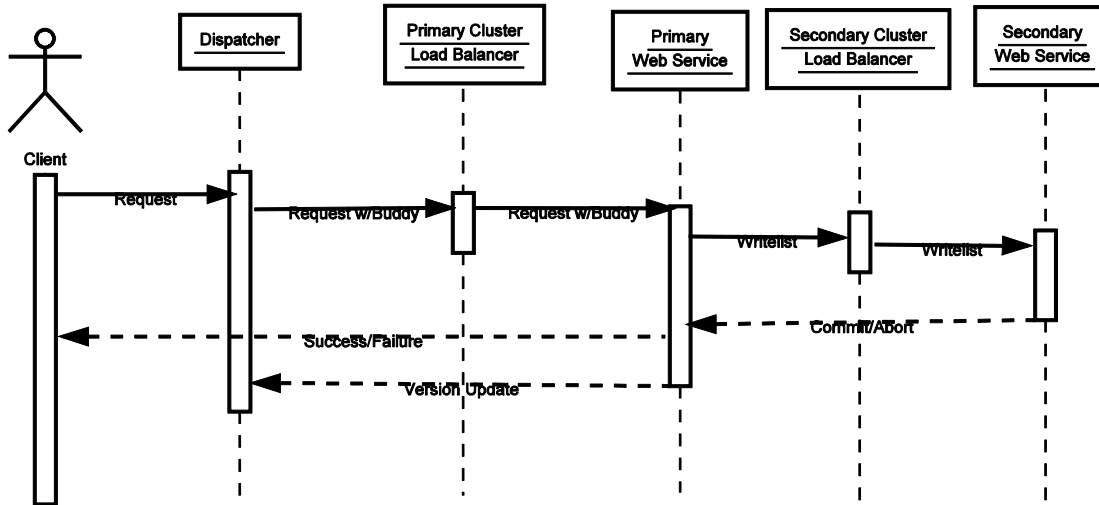 Dispatcher
Primary Cluster
Load Balancer
Primary
Web Service
Secondary Cluster
Load Balancer
Secondary
Web Service
Client
Request
Request w/Buddy
Request w/Buddy
Writelist
Writelist
Commit/Abort
Success/Failure
Version Update